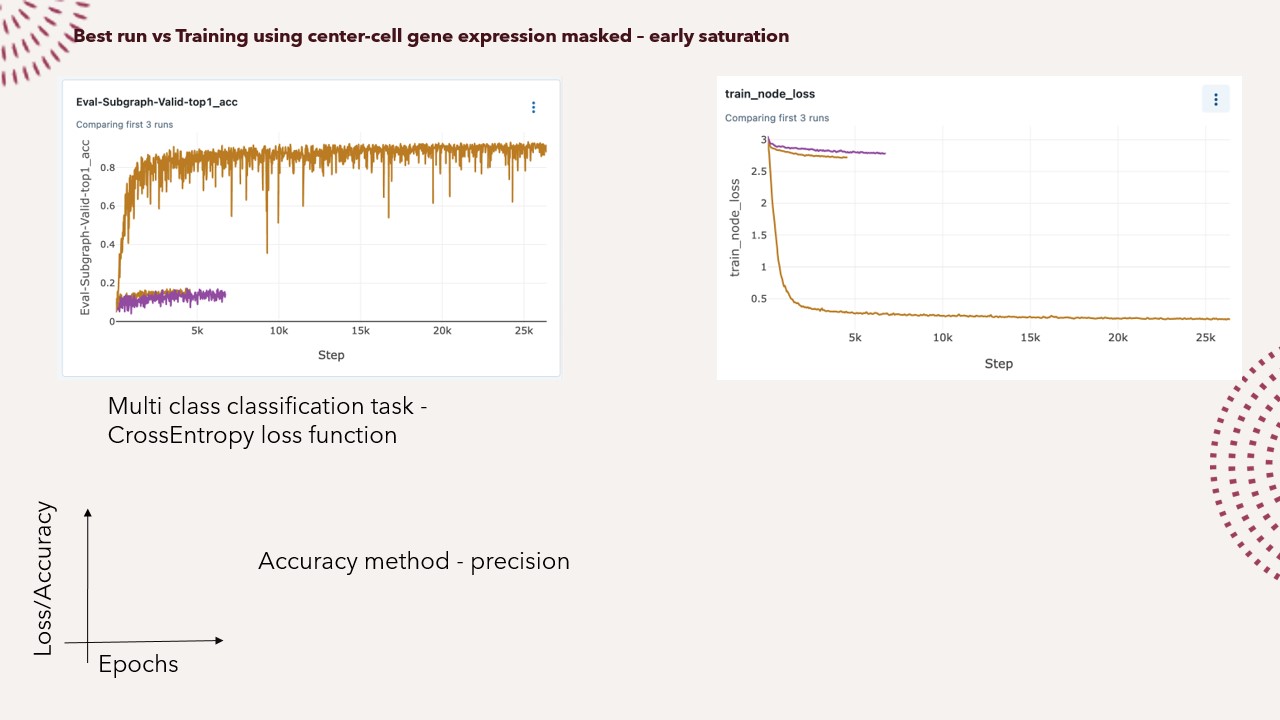 Best run vs Training using center-cell gene expression masked – early saturation
Eval-Subgraph-Valid-top1_acc
Comparing first 3 runs
Eval-Subgraph-Valid-top1_acc
0.8
0.6
0.4
0.2
0
5k
10k
15k
20k
25k
Step
train_node_loss
Comparing first 3 runs
train_node_loss
3
2.5
2
1.5
1
0.5
5k
10k
15k
20k
25k
Step
Multi class classification task -
CrossEntropy loss function
Loss/Accuracy
Epochs
Accuracy method - precision